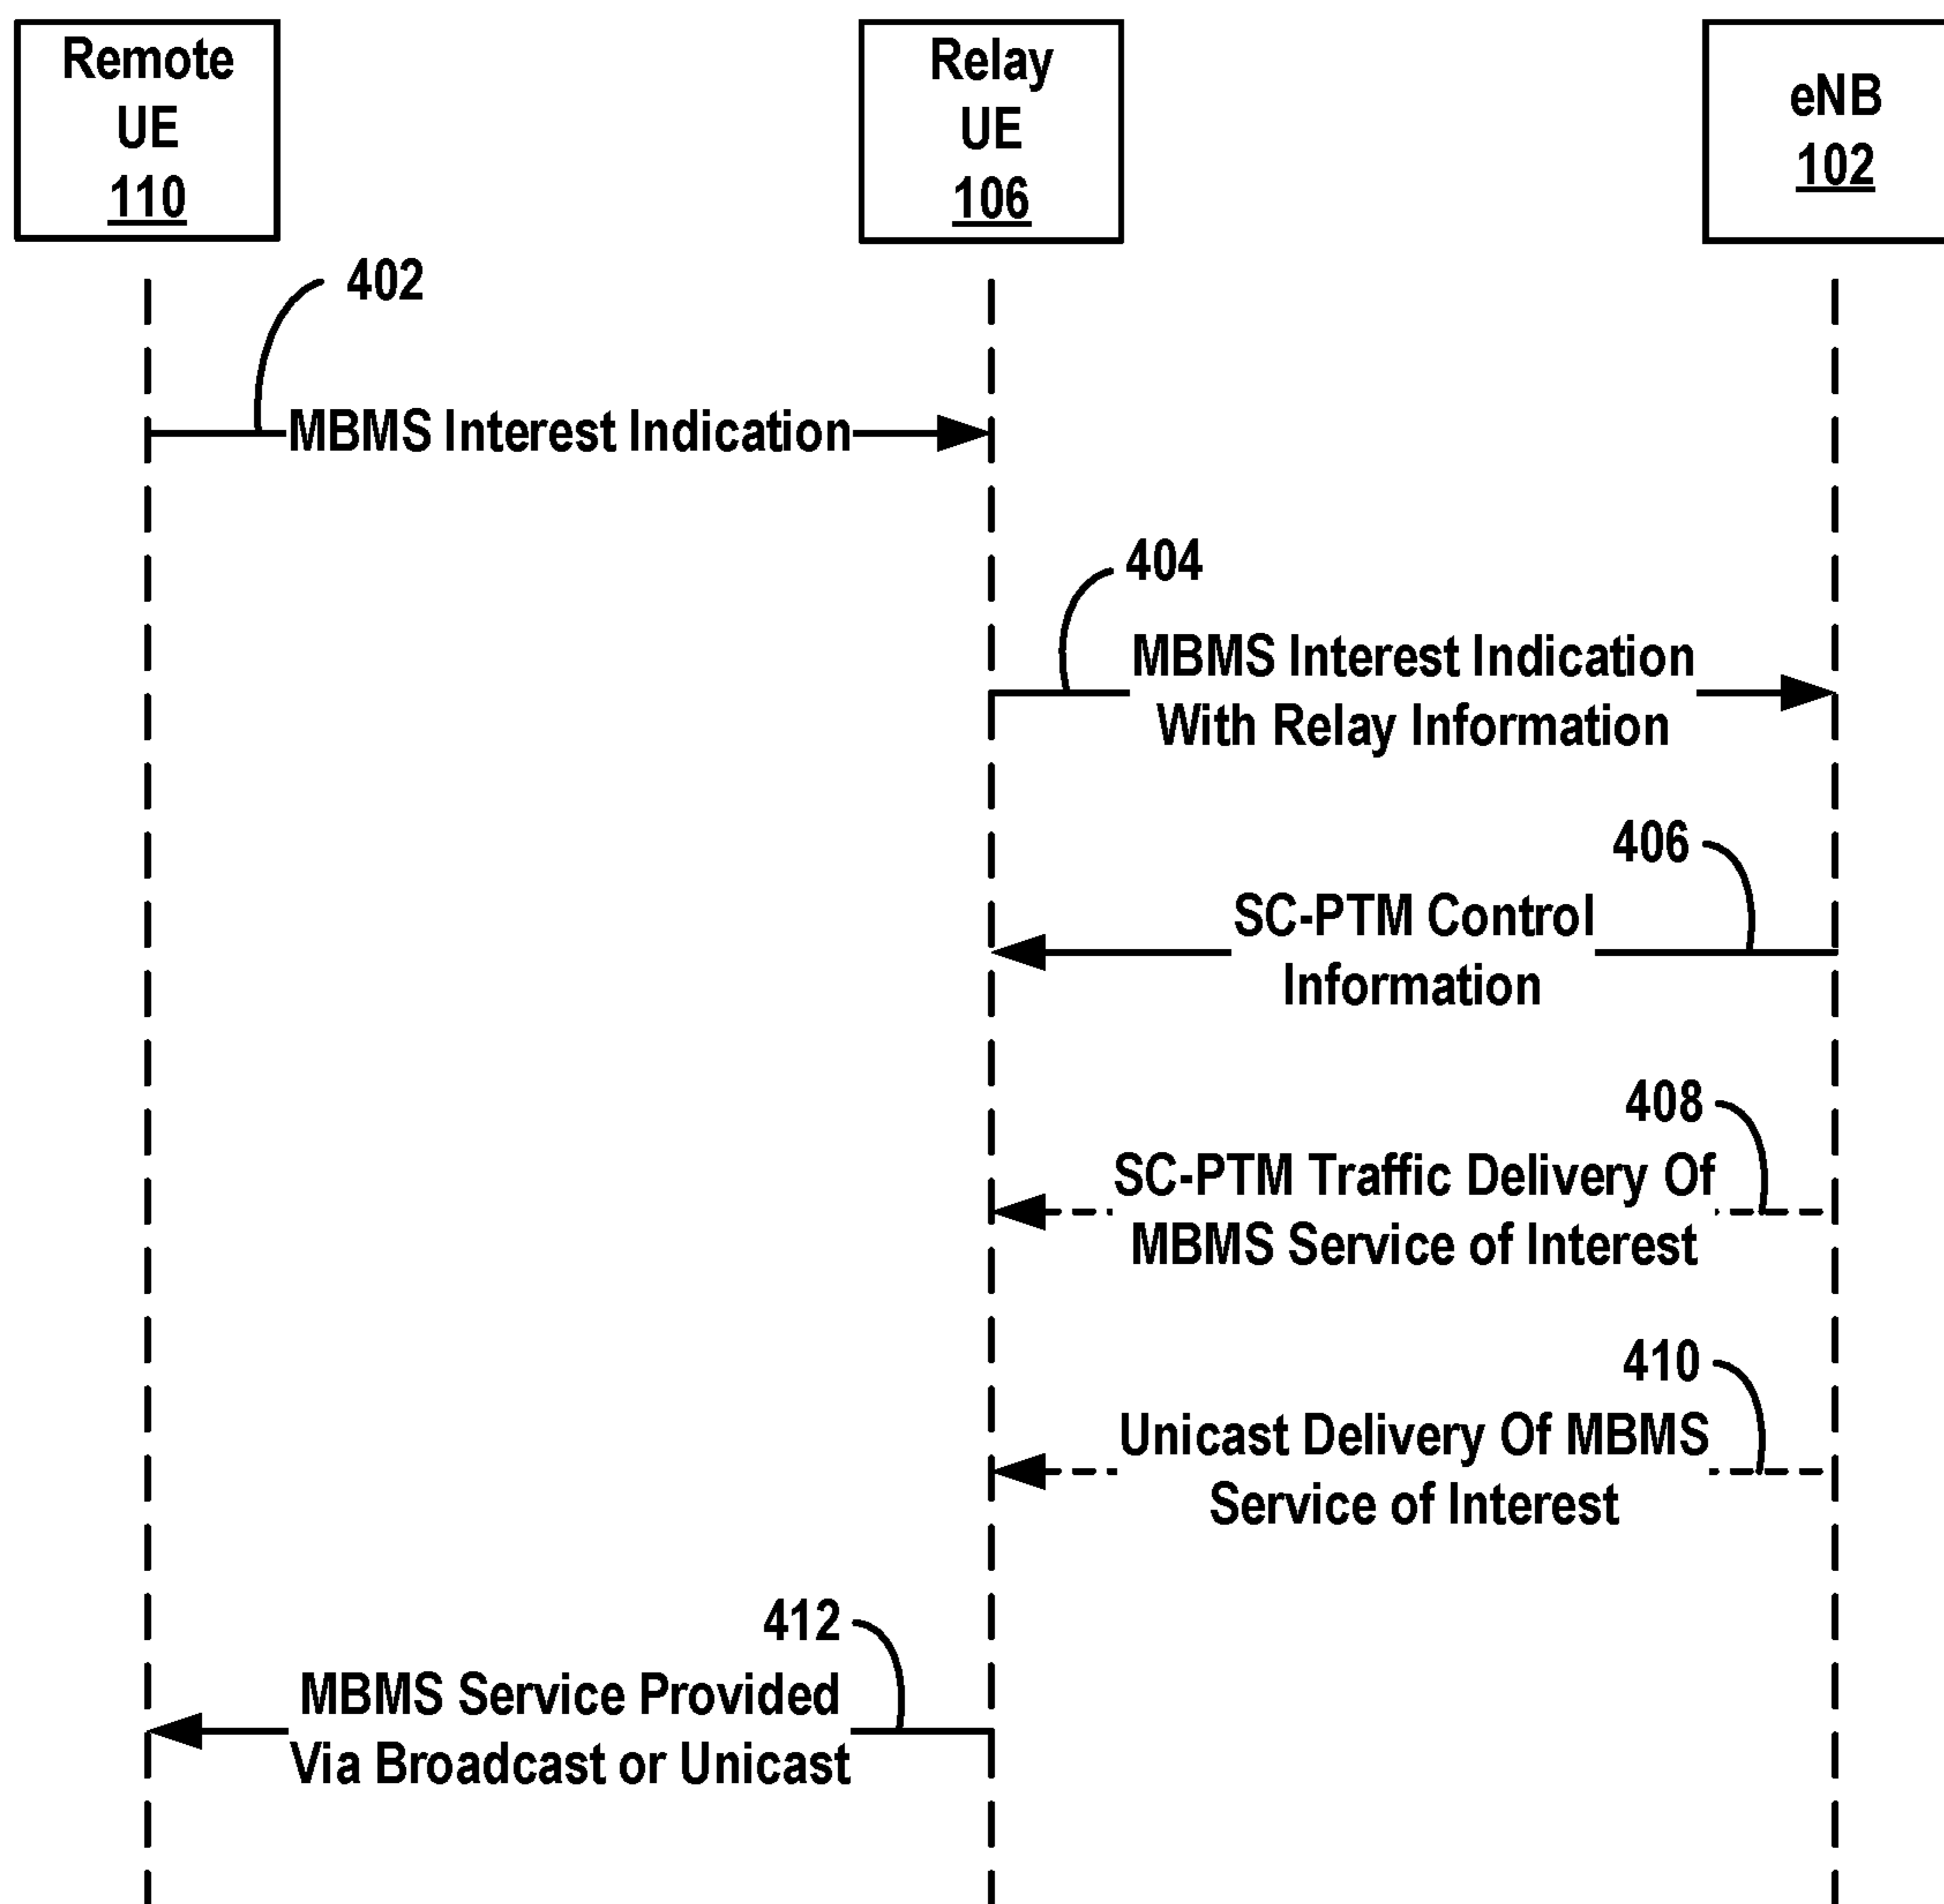 Remote
UE
110
Relay
UE
106
eNB
102
402
MBMS Interest Indication
404
MBMS Interest Indication
With Relay Information
406
SC-PTM Control
Information
408
SC-PTM Traffic Delivery Of
MBMS Service of Interest
410
Unicast Delivery Of MBMS
Service of Interest
412
MBMS Service Provided
Via Broadcast or Unicast